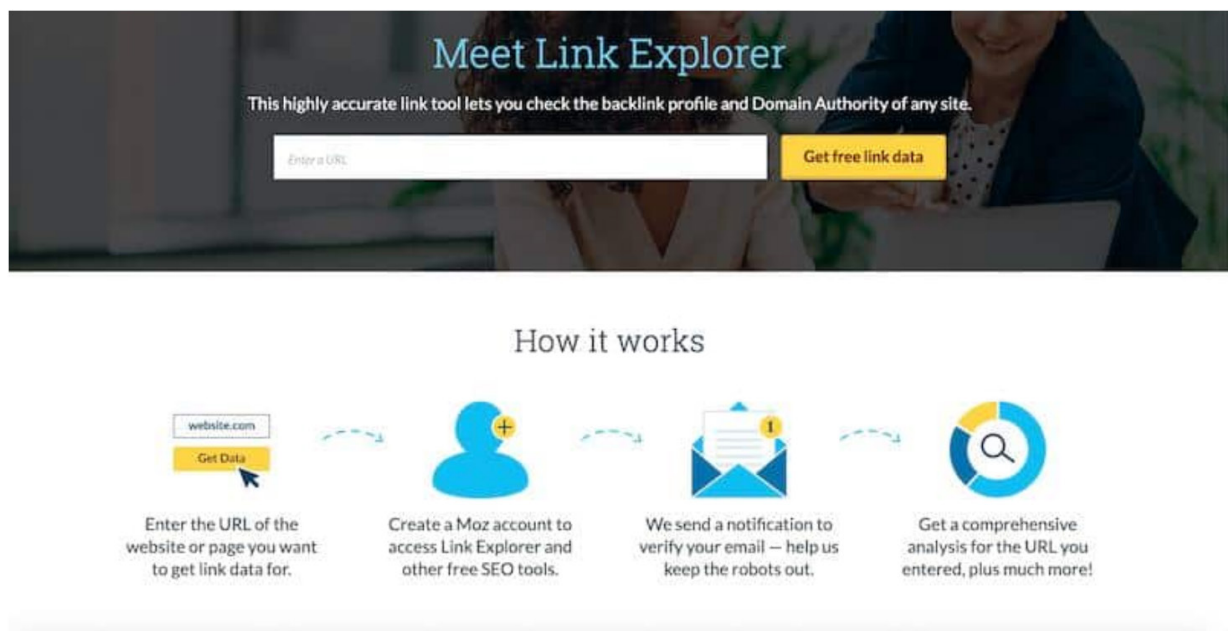 Meet Link Explorer
This highly accurate link tool lets you check the backlink profile and Domain Authority of any site.
Enter a URL
Get free link data
How it works
website.com
Get Data
1
Enter the URL of the
website or page you want
to get link data for.
Create a Moz account to
access Link Explorer and
other free SEO tools.
We send a notification to
verify your email — help us
keep the robots out.
Get a comprehensive
analysis for the URL you
entered, plus much more!